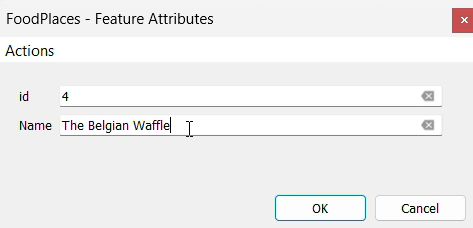 FoodPlaces - Feature Attributes
Actions
id 4
Name The Belgian Waffle
OK Cancel